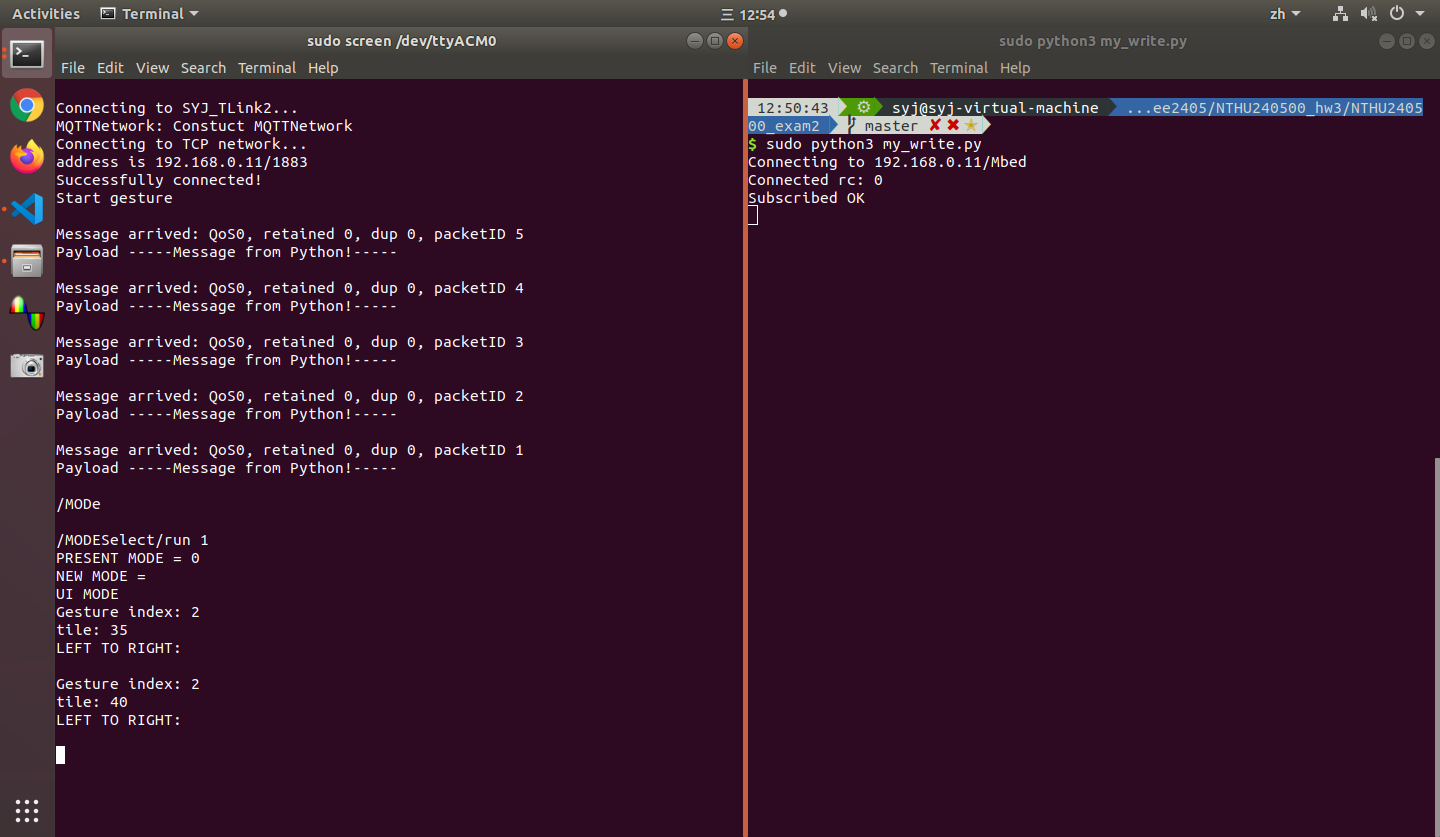 Activities Terminal 三 12:54 zh
sudo screen /dev/ttyACM0
File Edit View Search Terminal Help
Connecting to SYJ_TLink2...
MQTTNetwork: Constuct MQTTNetwork
Connecting to TCP network...
address is 192.168.0.11/1883
Successfully connected!
Start gesture
Message arrived: QoS0, retained 0, dup 0, packetID 5
Payload -----Message from Python!-----
Message arrived: QoS0, retained 0, dup 0, packetID 4
Payload -----Message from Python!-----
Message arrived: QoS0, retained 0, dup 0, packetID 3
Payload -----Message from Python!-----
Message arrived: QoS0, retained 0, dup 0, packetID 2
Payload -----Message from Python!-----
Message arrived: QoS0, retained 0, dup 0, packetID 1
Payload -----Message from Python!-----
/MODe
/MODESelect/run 1
PRESENT MODE = 0
NEW MODE =
UI MODE
Gesture index: 2
tile: 35
LEFT TO RIGHT:
Gesture index: 2
tile: 40
LEFT TO RIGHT:
sudo python3 my_write.py
File Edit View Search Terminal Help
12:50:43 ⚙ syj@syj-virtual-machine ...ee2405/NTHU240500_hw3/NTHU2405
00_exam2 master ✘ ✖ ★
$ sudo python3 my_write.py
Connecting to 192.168.0.11/Mbed
Connected rc: 0
Subscribed OK